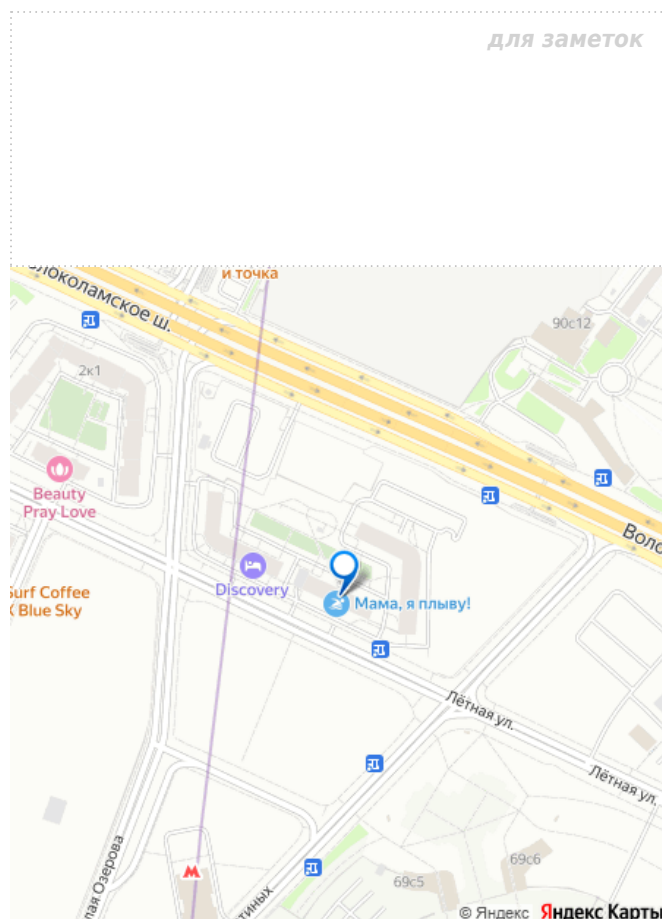 для заметок
и точка
локоламское ш.
90с12
2к1
Beauty
Pray Love
Discovery
Surf Coffee
X Blue Sky
Мама, я плыву!
Лётная ул.
Лётная ул.
69с6
69с5
© Яндекс Яндекс Карты